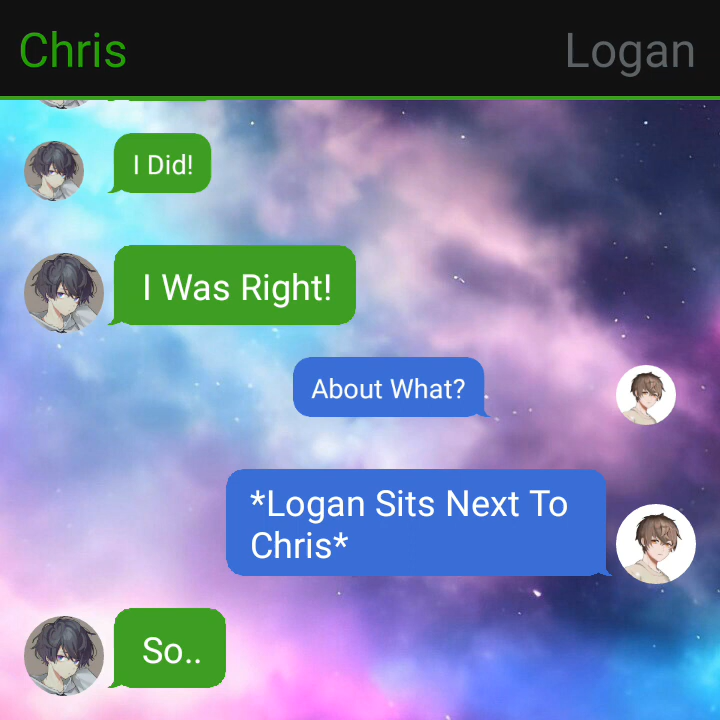 Chris
Logan
I Did!
I Was Right!
About What?
*Logan Sits Next To
Chris*
So..